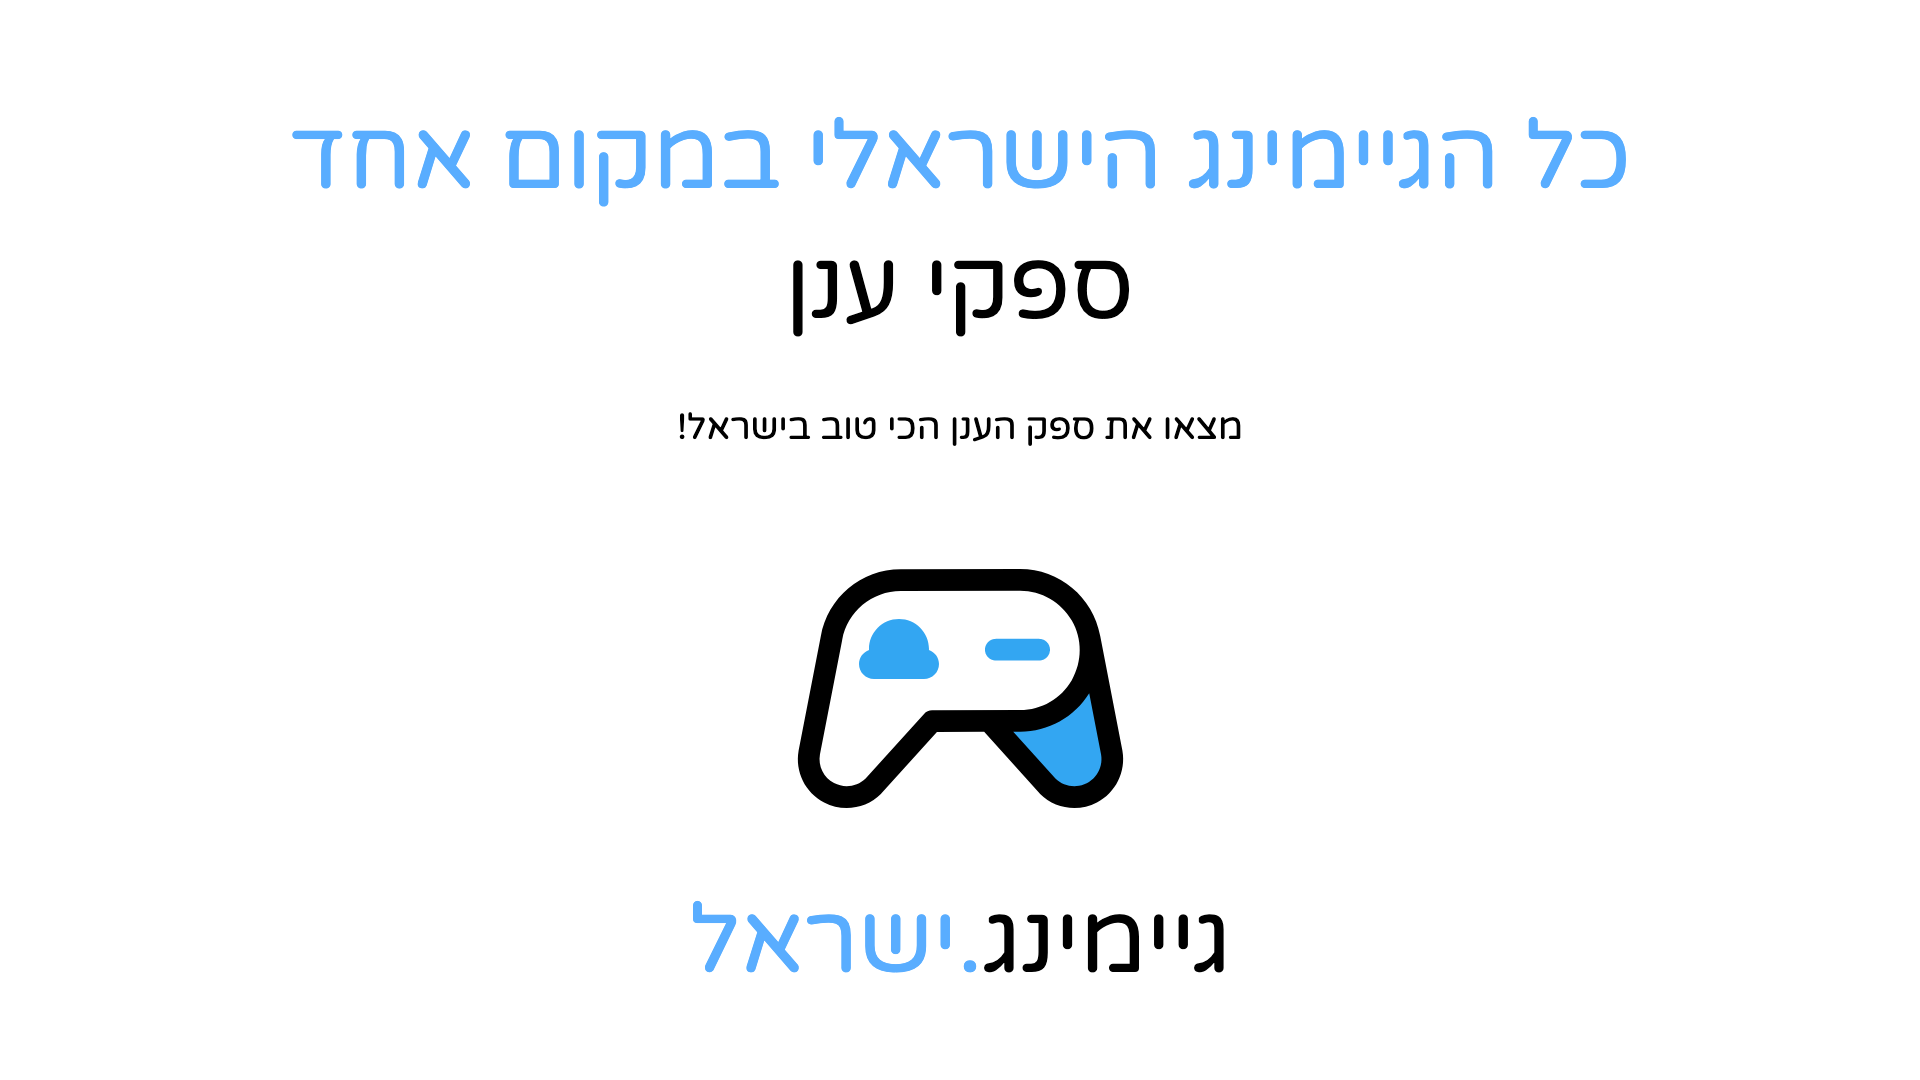 כל הגיימינג הישראלי במקום אחד
ספקי ענן
מצאו את ספק הענן הכי טוב בישראל!
גיימינג.ישראל